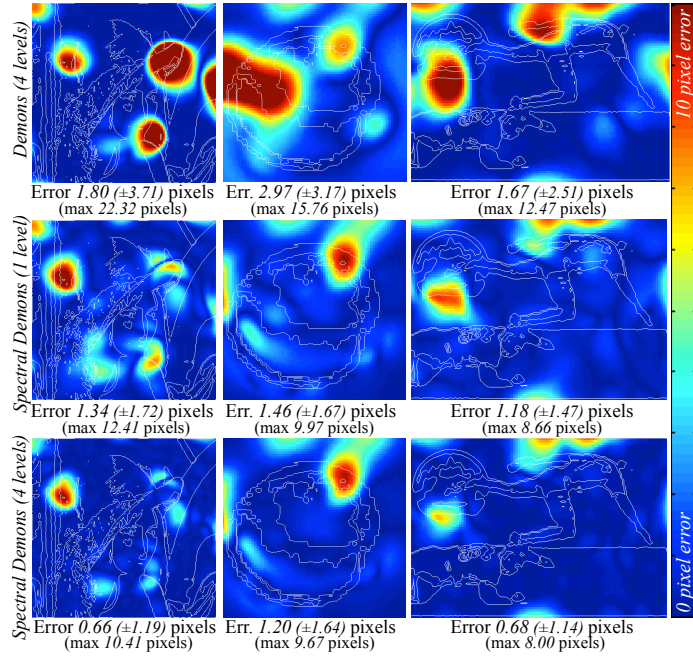 Demons (4 levels)
Error 1.80 (±3.71) pixels
(max 22.32 pixels)
Err. 2.97 (±3.17) pixels
(max 15.76 pixels)
Error 1.67 (±2.51) pixels
(max 12.47 pixels)
Spectral Demons (1 level)
Error 1.34 (±1.72) pixels
(max 12.41 pixels)
Err. 1.46 (±1.67) pixels
(max 9.97 pixels)
Error 1.18 (±1.47) pixels
(max 8.66 pixels)
Spectral Demons (4 levels)
Error 0.66 (±1.19) pixels
(max 10.41 pixels)
Err. 1.20 (±1.64) pixels
(max 9.67 pixels)
Error 0.68 (±1.14) pixels
(max 8.00 pixels)
10 pixel error
0 pixel error